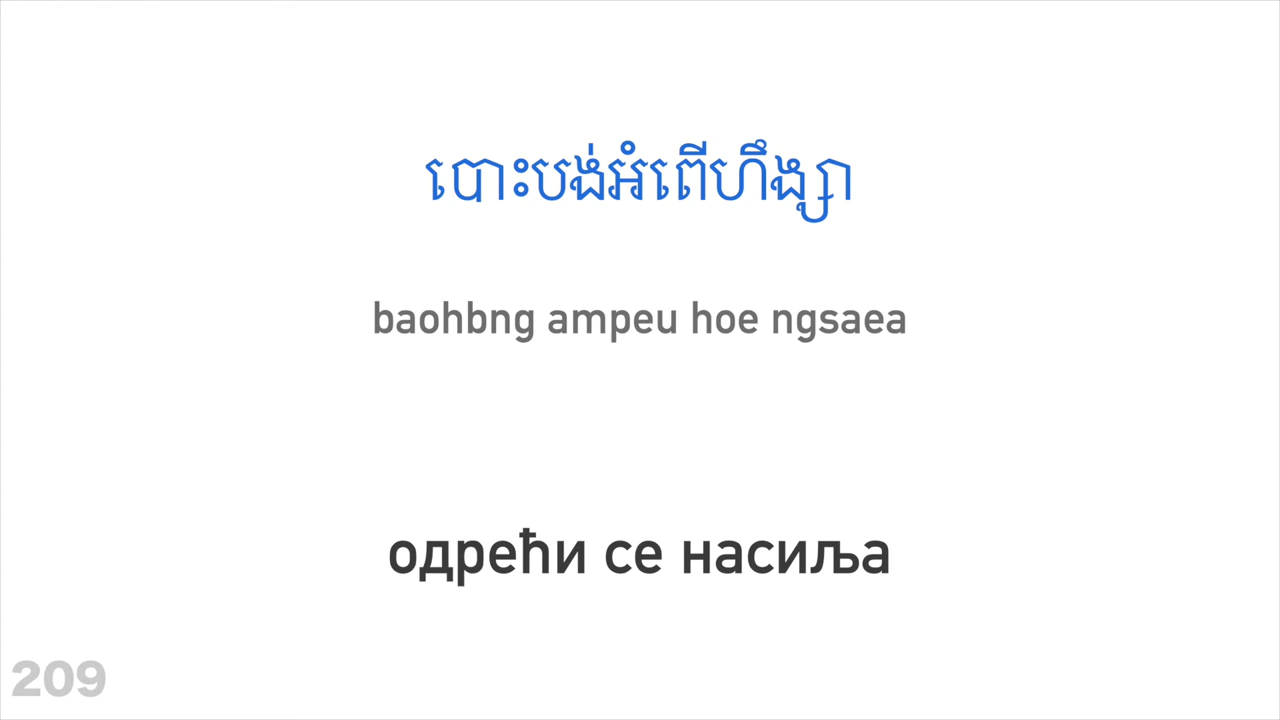 បោះបង់អំពើហឹង្សា
baohbng ampeu hoe ngsaea
одрећи се насиља
209